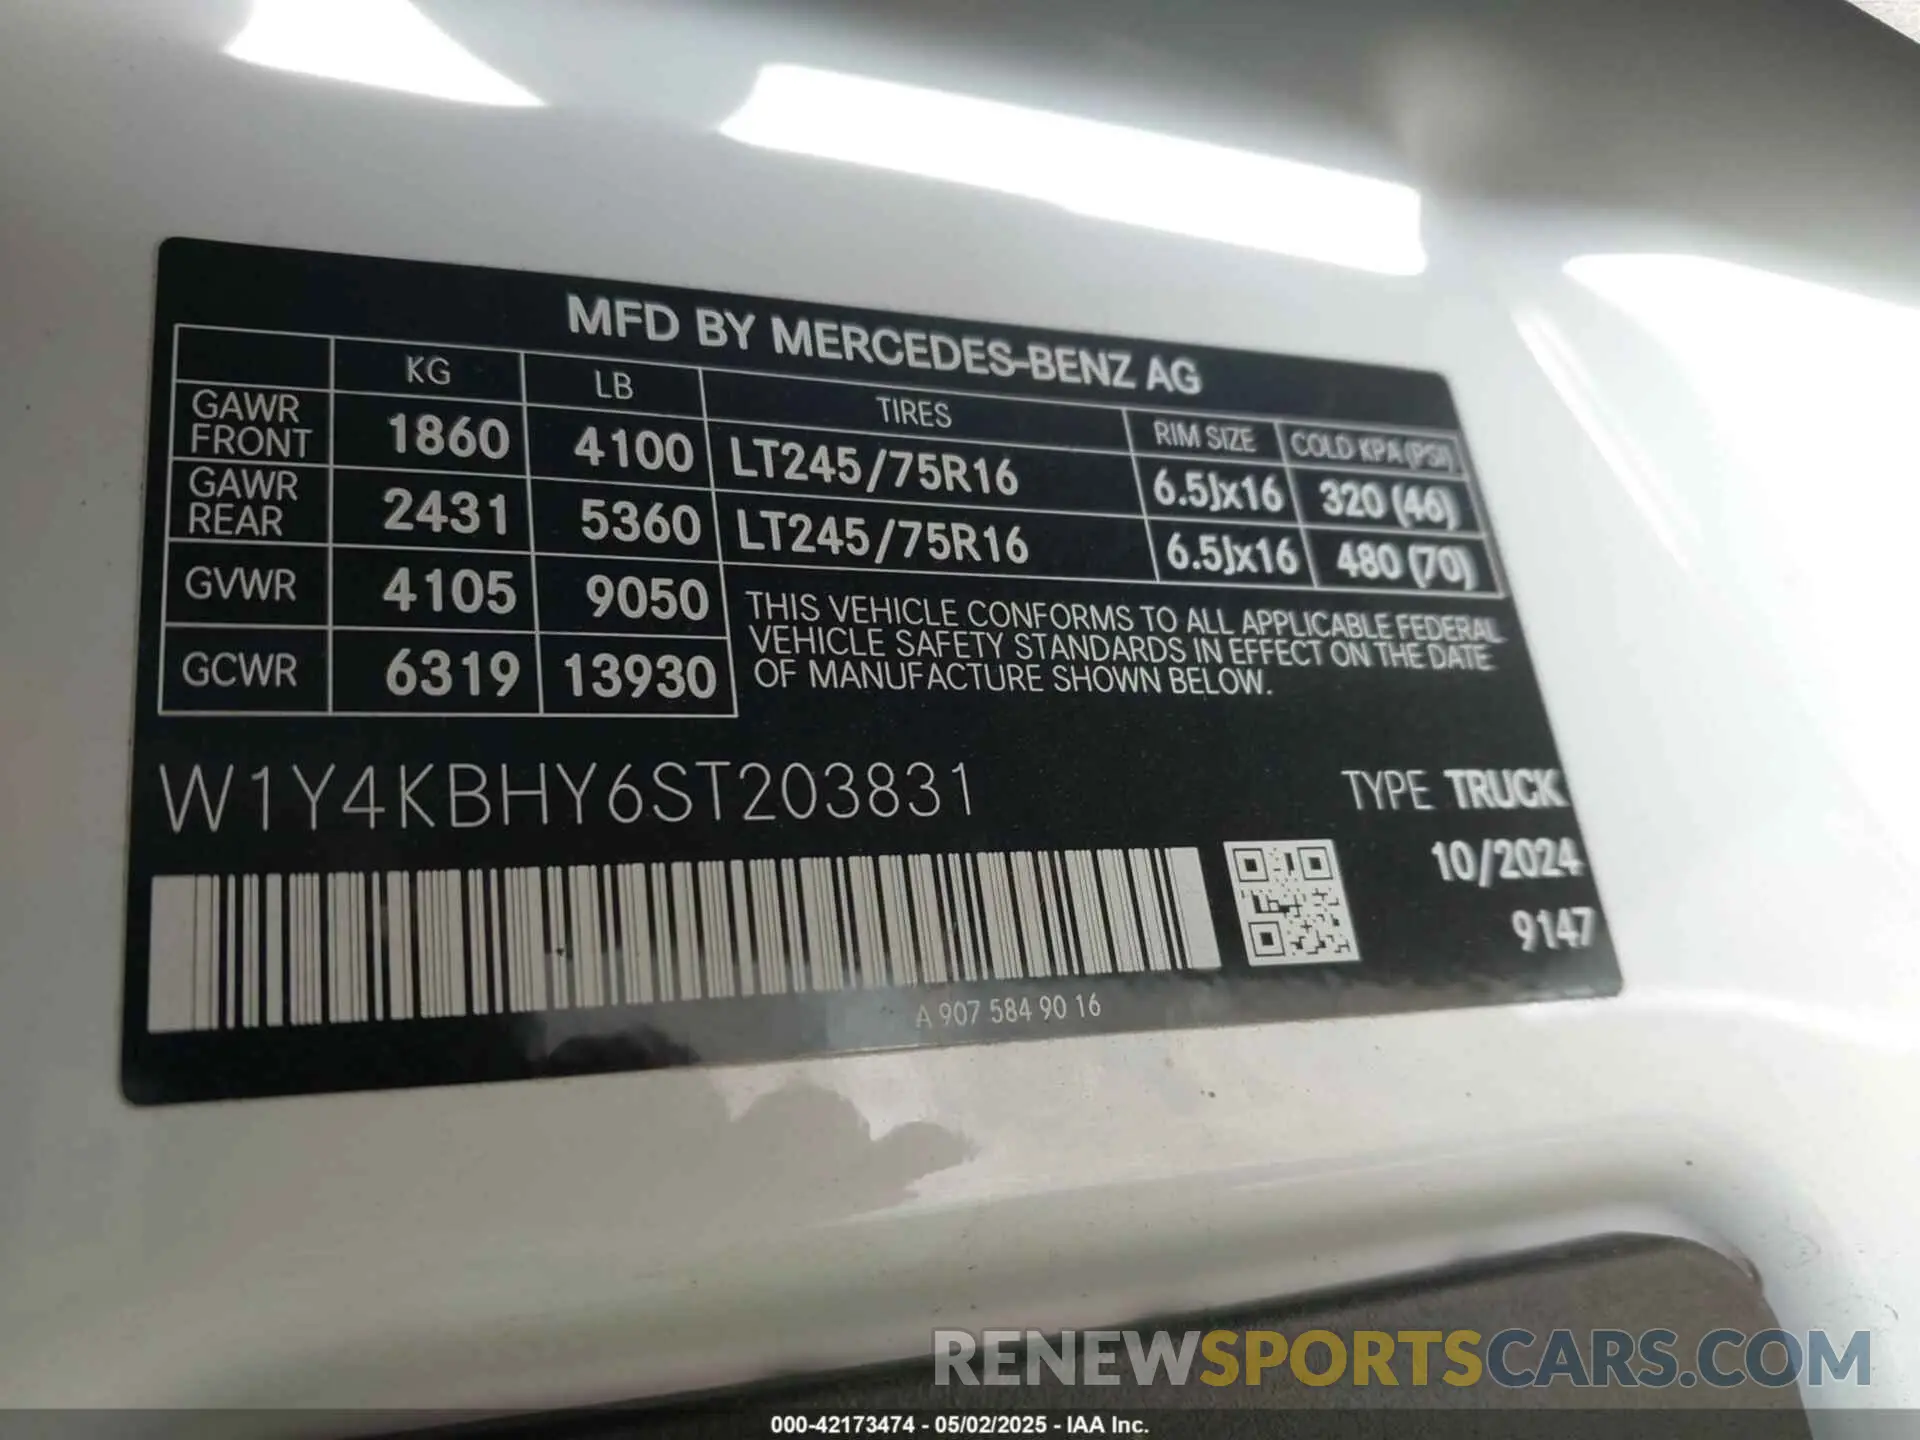 MFD BY MERCEDES-BENZ AG
KG LB TIRES RIM SIZE COLD KPA (PSI)
GAWR FRONT 1860 4100 LT245/75R16 6.5Jx16 320 (46)
GAWR REAR 2431 5360 LT245/75R16 6.5Jx16 480 (70)
GVWR 4105 9050
GCWR 6319 13930
THIS VEHICLE CONFORMS TO ALL APPLICABLE FEDERAL
VEHICLE SAFETY STANDARDS IN EFFECT ON THE DATE
OF MANUFACTURE SHOWN BELOW.
W1Y4KBHY6ST203831
TYPE TRUCK
10/2024
9147
A 907 584 90 16
RENEWSPORTSCARS.COM
000-42173474 - 05/02/2025 - IAA Inc.